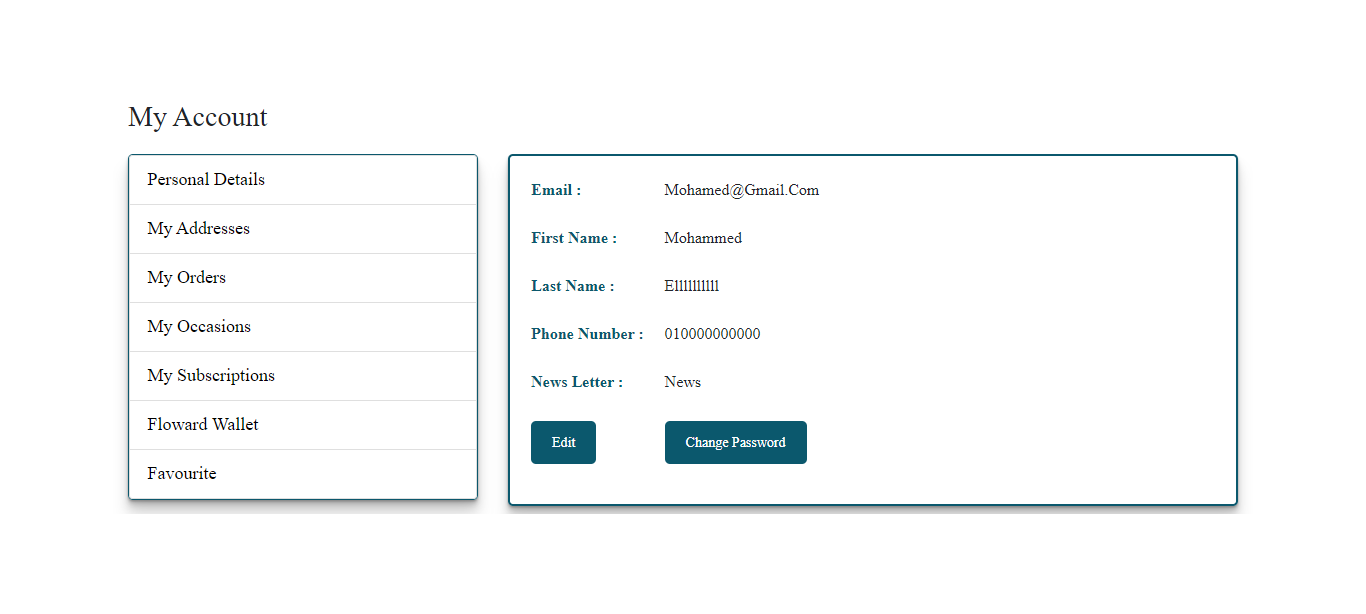 My Account
Personal Details
My Addresses
My Orders
My Occasions
My Subscriptions
Floward Wallet
Favourite
Email : Mohamed@Gmail.Com
First Name : Mohammed
Last Name : Ellllllllll
Phone Number : 010000000000
News Letter : News
Edit Change Password